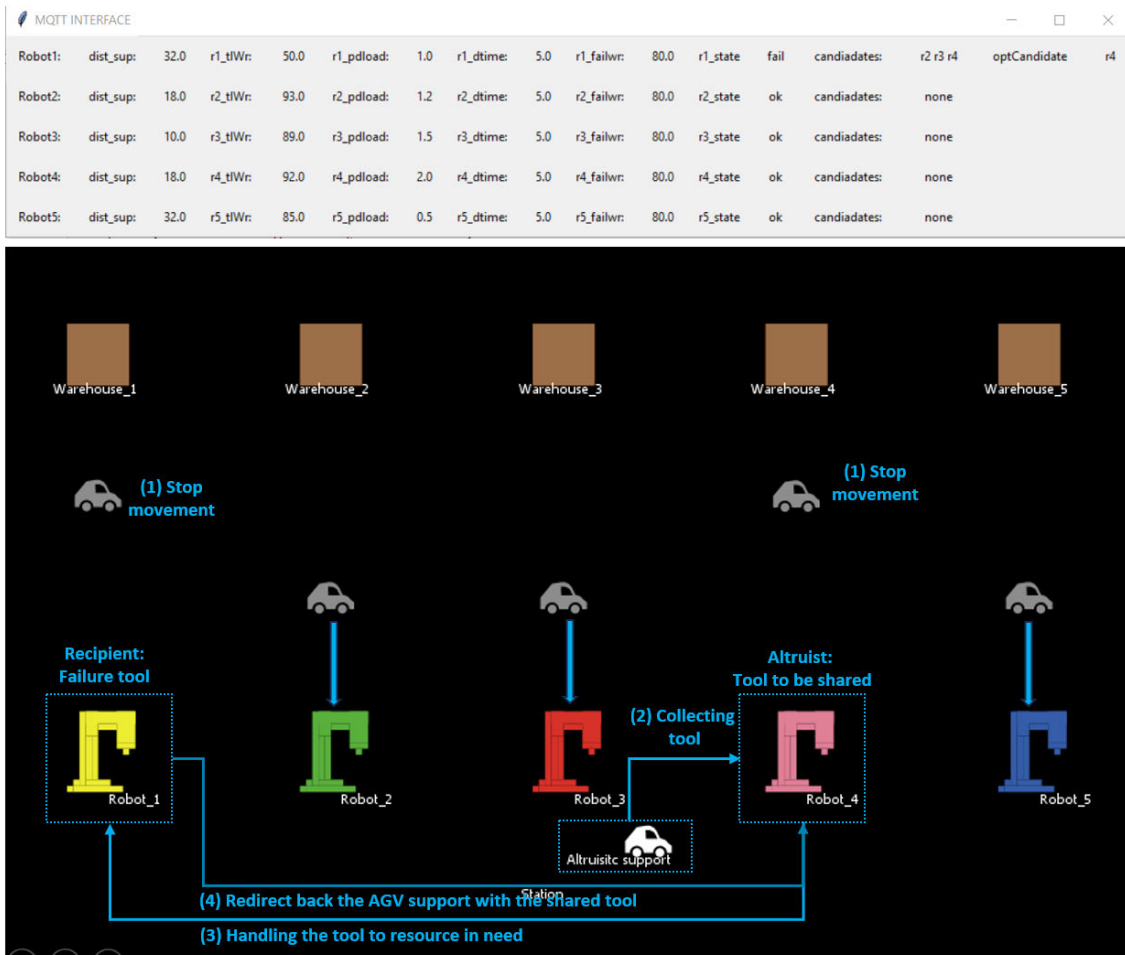 MQTT INTERFACE
Robot1: dist_sup: 32.0 r1_tlWr: 50.0 r1_pdload: 1.0 r1_dtime: 5.0 r1_failwr: 80.0 r1_state fail candiadates: r2 r3 r4 optCandidate r4
Robot2: dist_sup: 18.0 r2_tlWr: 93.0 r2_pdload: 1.2 r2_dtime: 5.0 r2_failwr: 80.0 r2_state ok candiadates: none
Robot3: dist_sup: 10.0 r3_tlWr: 89.0 r3_pdload: 1.5 r3_dtime: 5.0 r3_failwr: 80.0 r3_state ok candiadates: none
Robot4: dist_sup: 18.0 r4_tlWr: 92.0 r4_pdload: 2.0 r4_dtime: 5.0 r4_failwr: 80.0 r4_state ok candiadates: none
Robot5: dist_sup: 32.0 r5_tlWr: 85.0 r5_pdload: 0.5 r5_dtime: 5.0 r5_failwr: 80.0 r5_state ok candiadates: none
Warehouse_1 Warehouse_2 Warehouse_3 Warehouse_4 Warehouse_5
(1) Stop
movement
(1) Stop
movement
Recipient:
Failure tool
Altruist:
Tool to be shared
(2) Collecting
tool
Robot_1 Robot_2 Robot_3 Robot_4 Robot_5
Altruisitc support
Station
(4) Redirect back the AGV support with the shared tool
(3) Handling the tool to resource in need